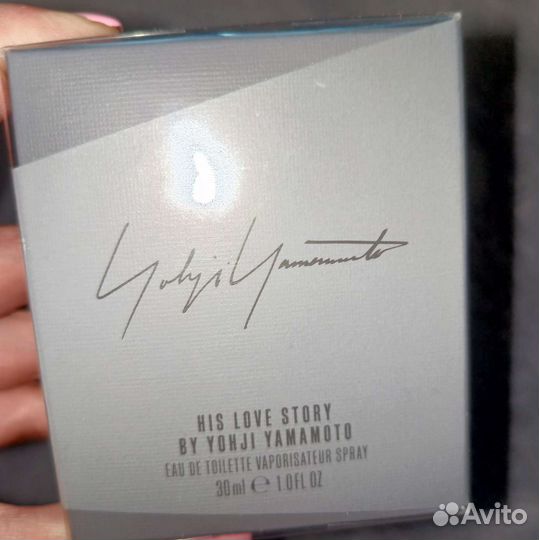 Yohji Yamamoto
HIS LOVE STORY
BY YOHJI YAMAMOTO
EAU DE TOILETTE VAPORISATEUR SPRAY
30ml ℮ 1.0FL OZ
Avito